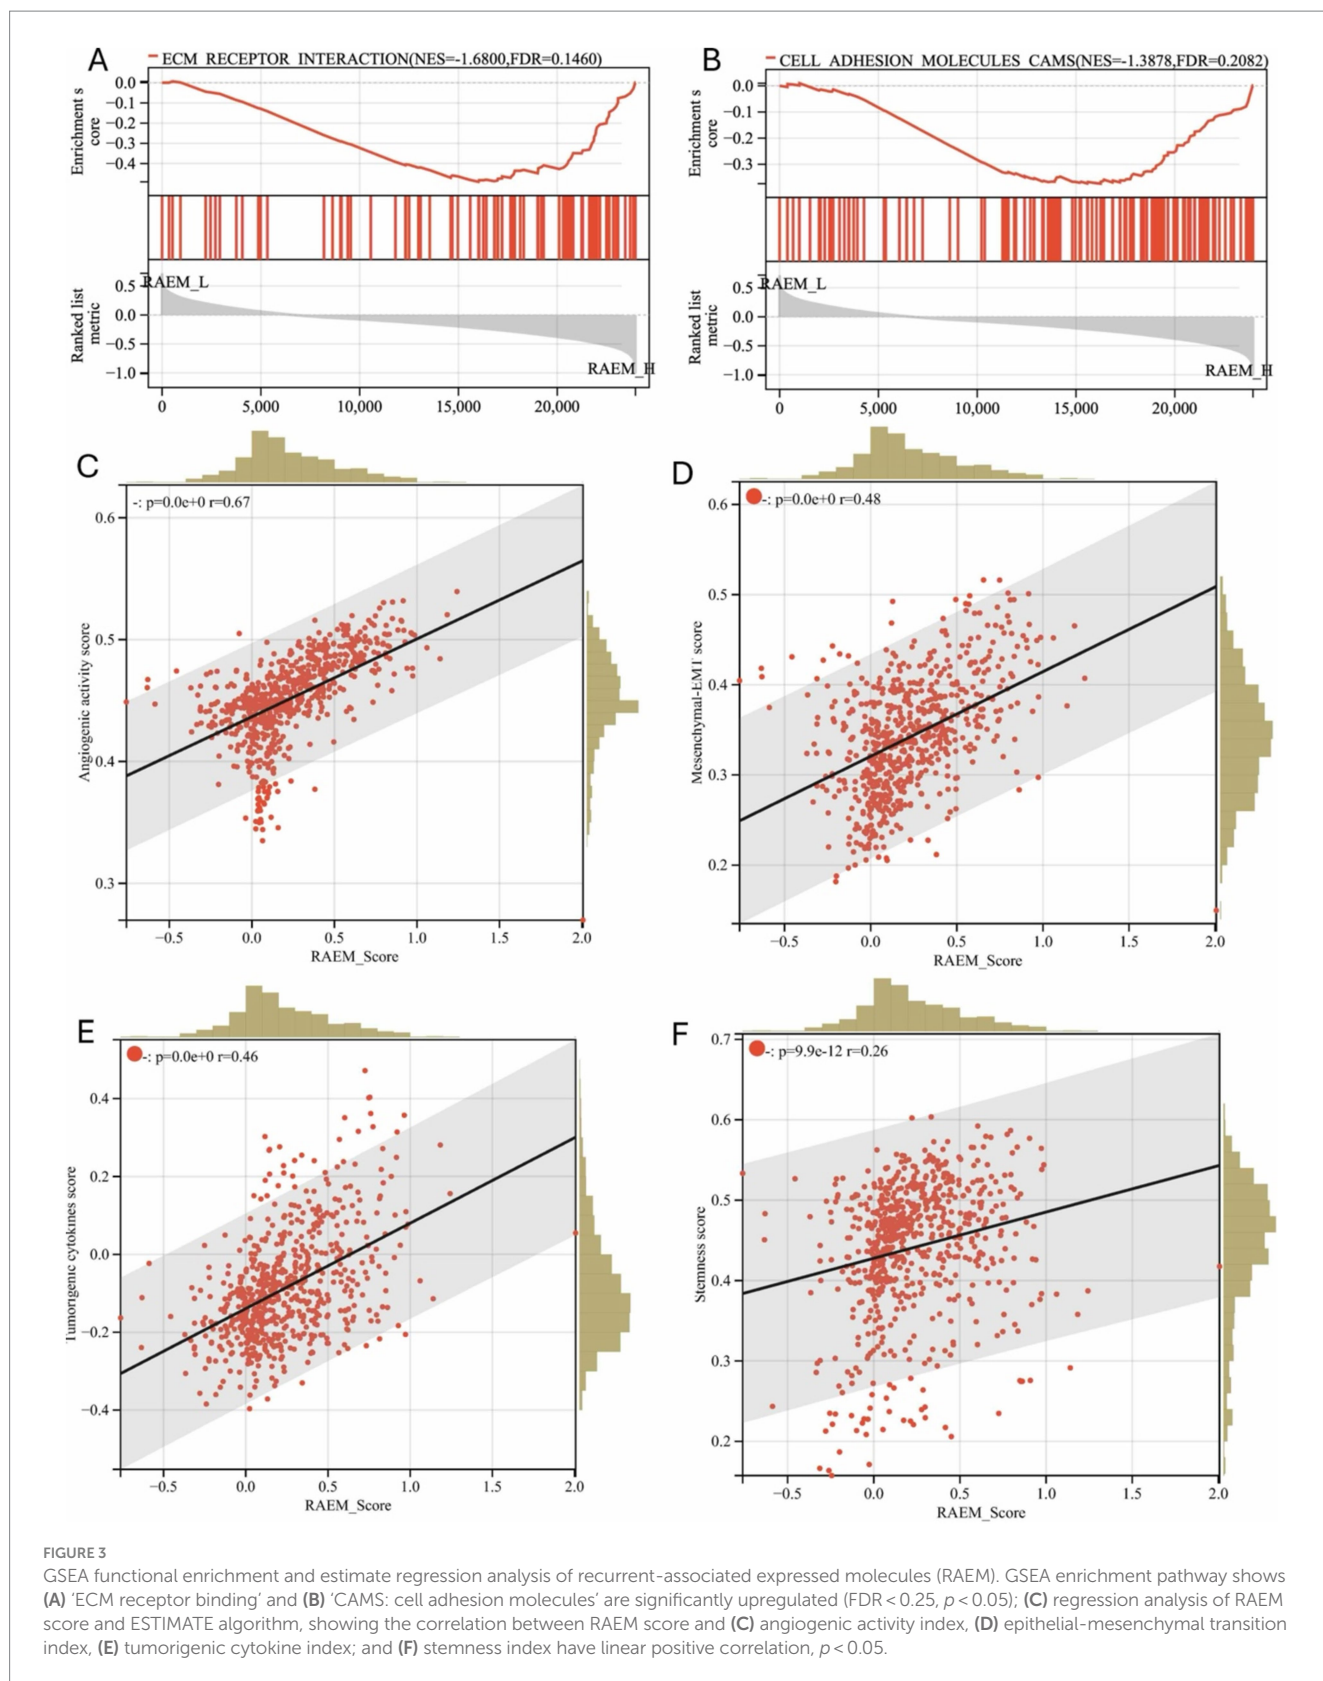 A
ECM RECEPTOR INTERACTION(NES=-1.6800,FDR=0.1460)
Enrichment s
core
0.0
−0.1
−0.2
−0.3
−0.4
RAEM_L
Ranked list
metric
0.5
0.0
−0.5
−1.0
RAEM_H
0 5,000 10,000 15,000 20,000
B
CELL ADHESION MOLECULES CAMS(NES=-1.3878,FDR=0.2082)
Enrichment s
core
0.0
−0.1
−0.2
−0.3
RAEM_L
Ranked list
metric
0.5
0.0
−0.5
−1.0
RAEM_H
0 5,000 10,000 15,000 20,000
C
-: p=0.0e+0 r=0.67
Angiogenic activity score
0.6
0.5
0.4
0.3
−0.5 0.0 0.5 1.0 1.5 2.0
RAEM_Score
D
-: p=0.0e+0 r=0.48
Mesenchymal-EMT score
0.6
0.5
0.4
0.3
0.2
−0.5 0.0 0.5 1.0 1.5 2.0
RAEM_Score
E
-: p=0.0e+0 r=0.46
Tumorigenic cytokines score
0.4
0.2
0.0
−0.2
−0.4
−0.5 0.0 0.5 1.0 1.5 2.0
RAEM_Score
F
-: p=9.9e-12 r=0.26
Stemness score
0.7
0.6
0.5
0.4
0.3
0.2
−0.5 0.0 0.5 1.0 1.5 2.0
RAEM_Score
FIGURE 3
GSEA functional enrichment and estimate regression analysis of recurrent-associated expressed molecules (RAEM). GSEA enrichment pathway shows
(A) ‘ECM receptor binding’ and (B) ‘CAMS: cell adhesion molecules’ are significantly upregulated (FDR < 0.25, p < 0.05); (C) regression analysis of RAEM
score and ESTIMATE algorithm, showing the correlation between RAEM score and (C) angiogenic activity index, (D) epithelial-mesenchymal transition
index, (E) tumorigenic cytokine index; and (F) stemness index have linear positive correlation, p < 0.05.